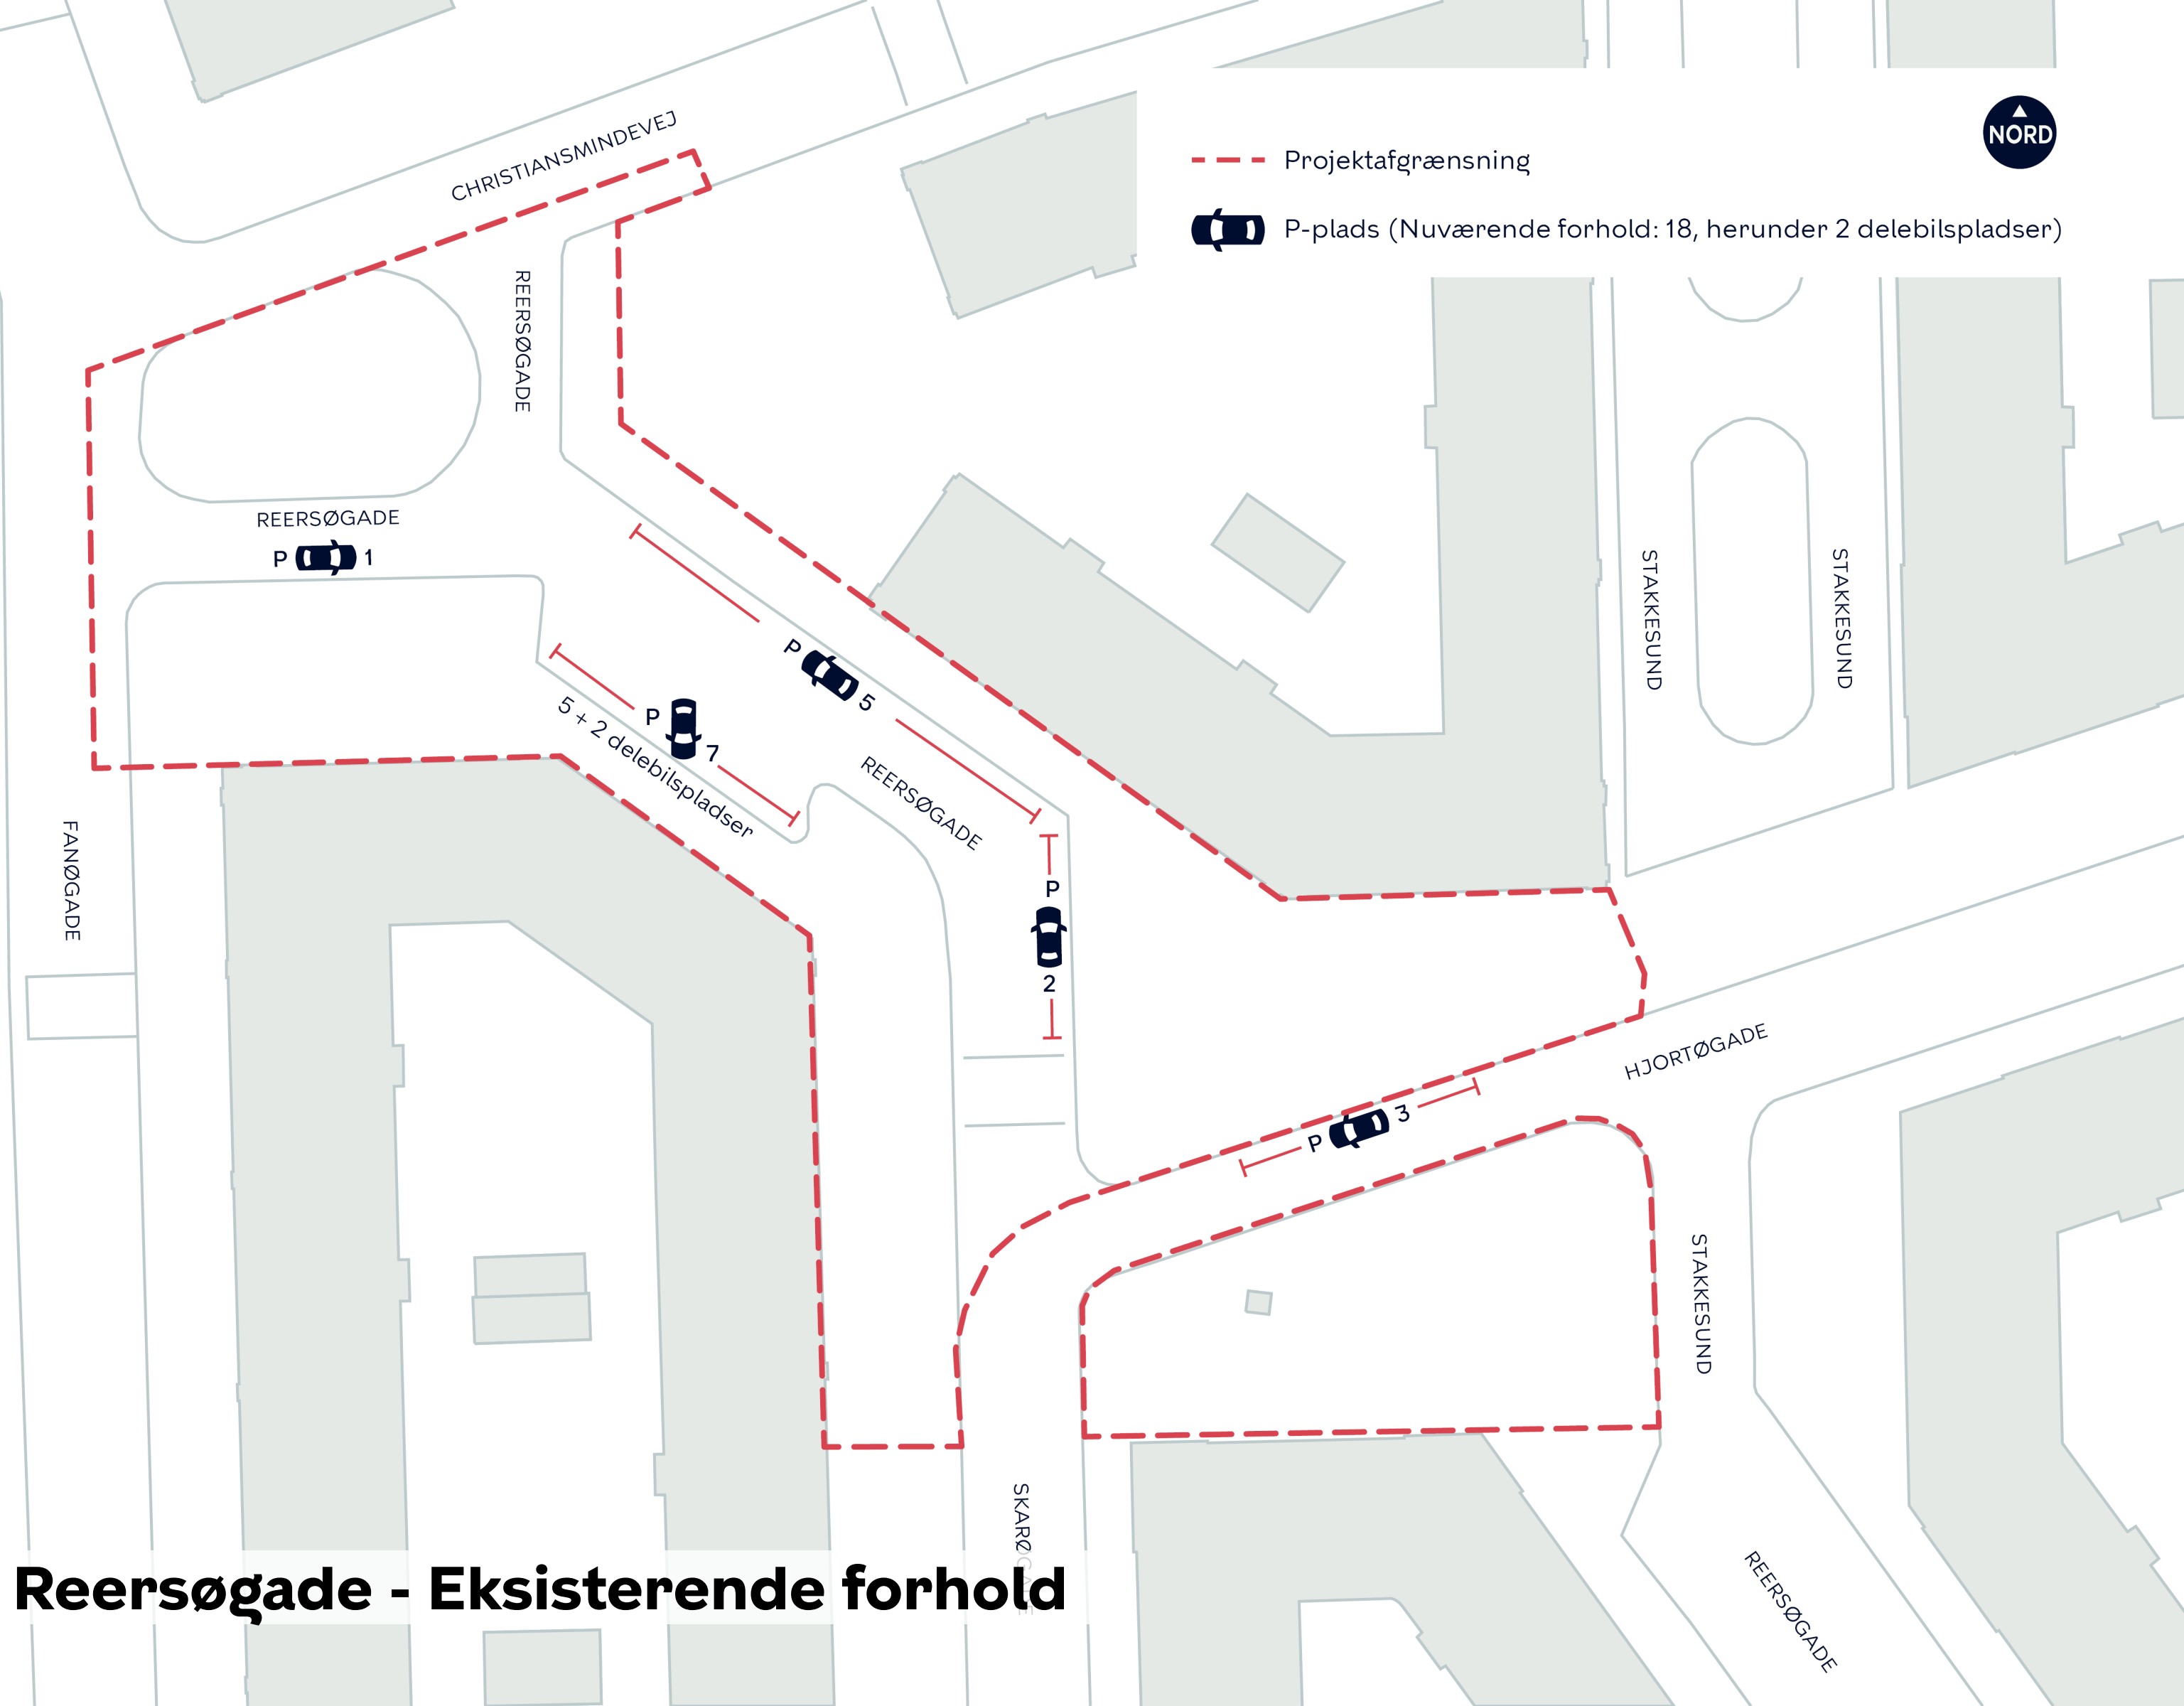 CHRISTIANSMINDEVEJ
NORD
Projektafgrænsning
P-plads (Nuværende forhold: 18, herunder 2 delebilspladser)
REERSØGADE
REERSØGADE
P 1
P 5
P 7
5 + 2 delebilspladser
REERSØGADE
P
2
STAKKESUND
STAKKESUND
FANØGADE
HJORTØGADE
P 3
STAKKESUND
SKARØGADE
REERSØGADE
Reersøgade - Eksisterende forhold